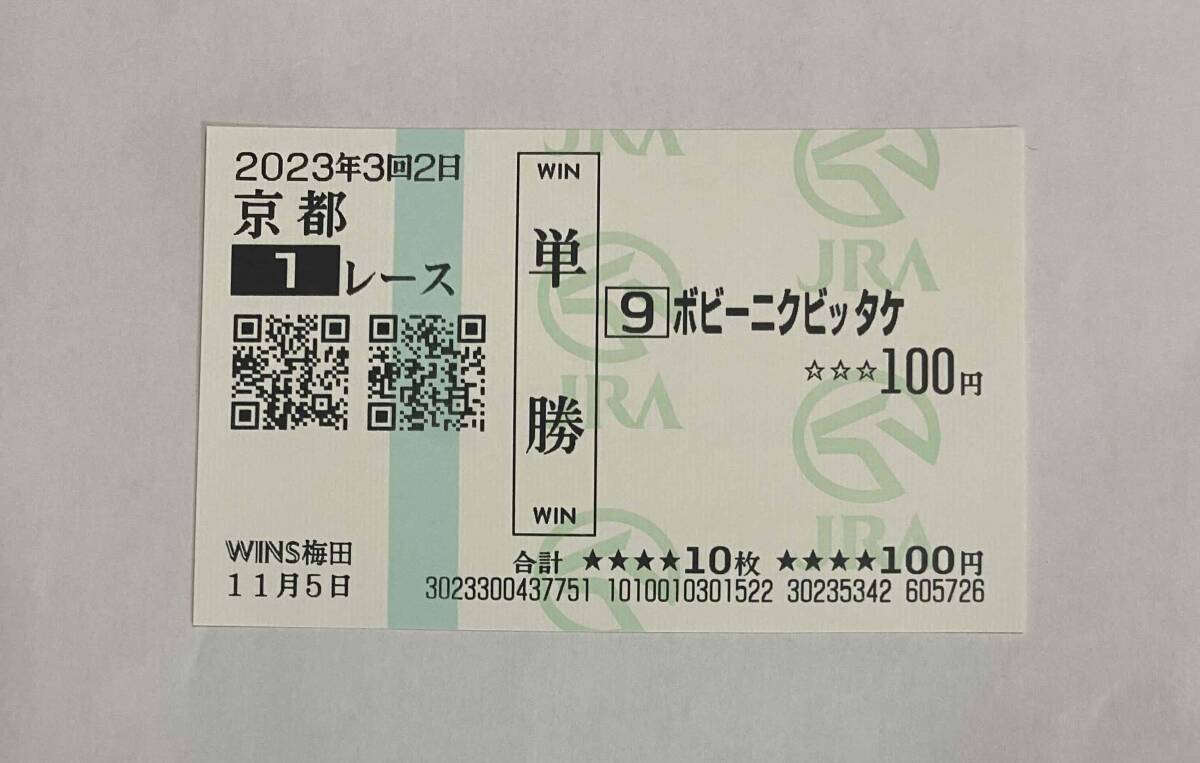 2023年3回2日
京都
1レース
WIN
単勝
WIN
9 ボビーニクビッタケ
☆☆☆100円
WINS梅田
11月5日
合計 ★★★★10枚 ★★★★100円
3023300437751 1010010301522 30235342 605726
JRA
JRA
JRA
JRA